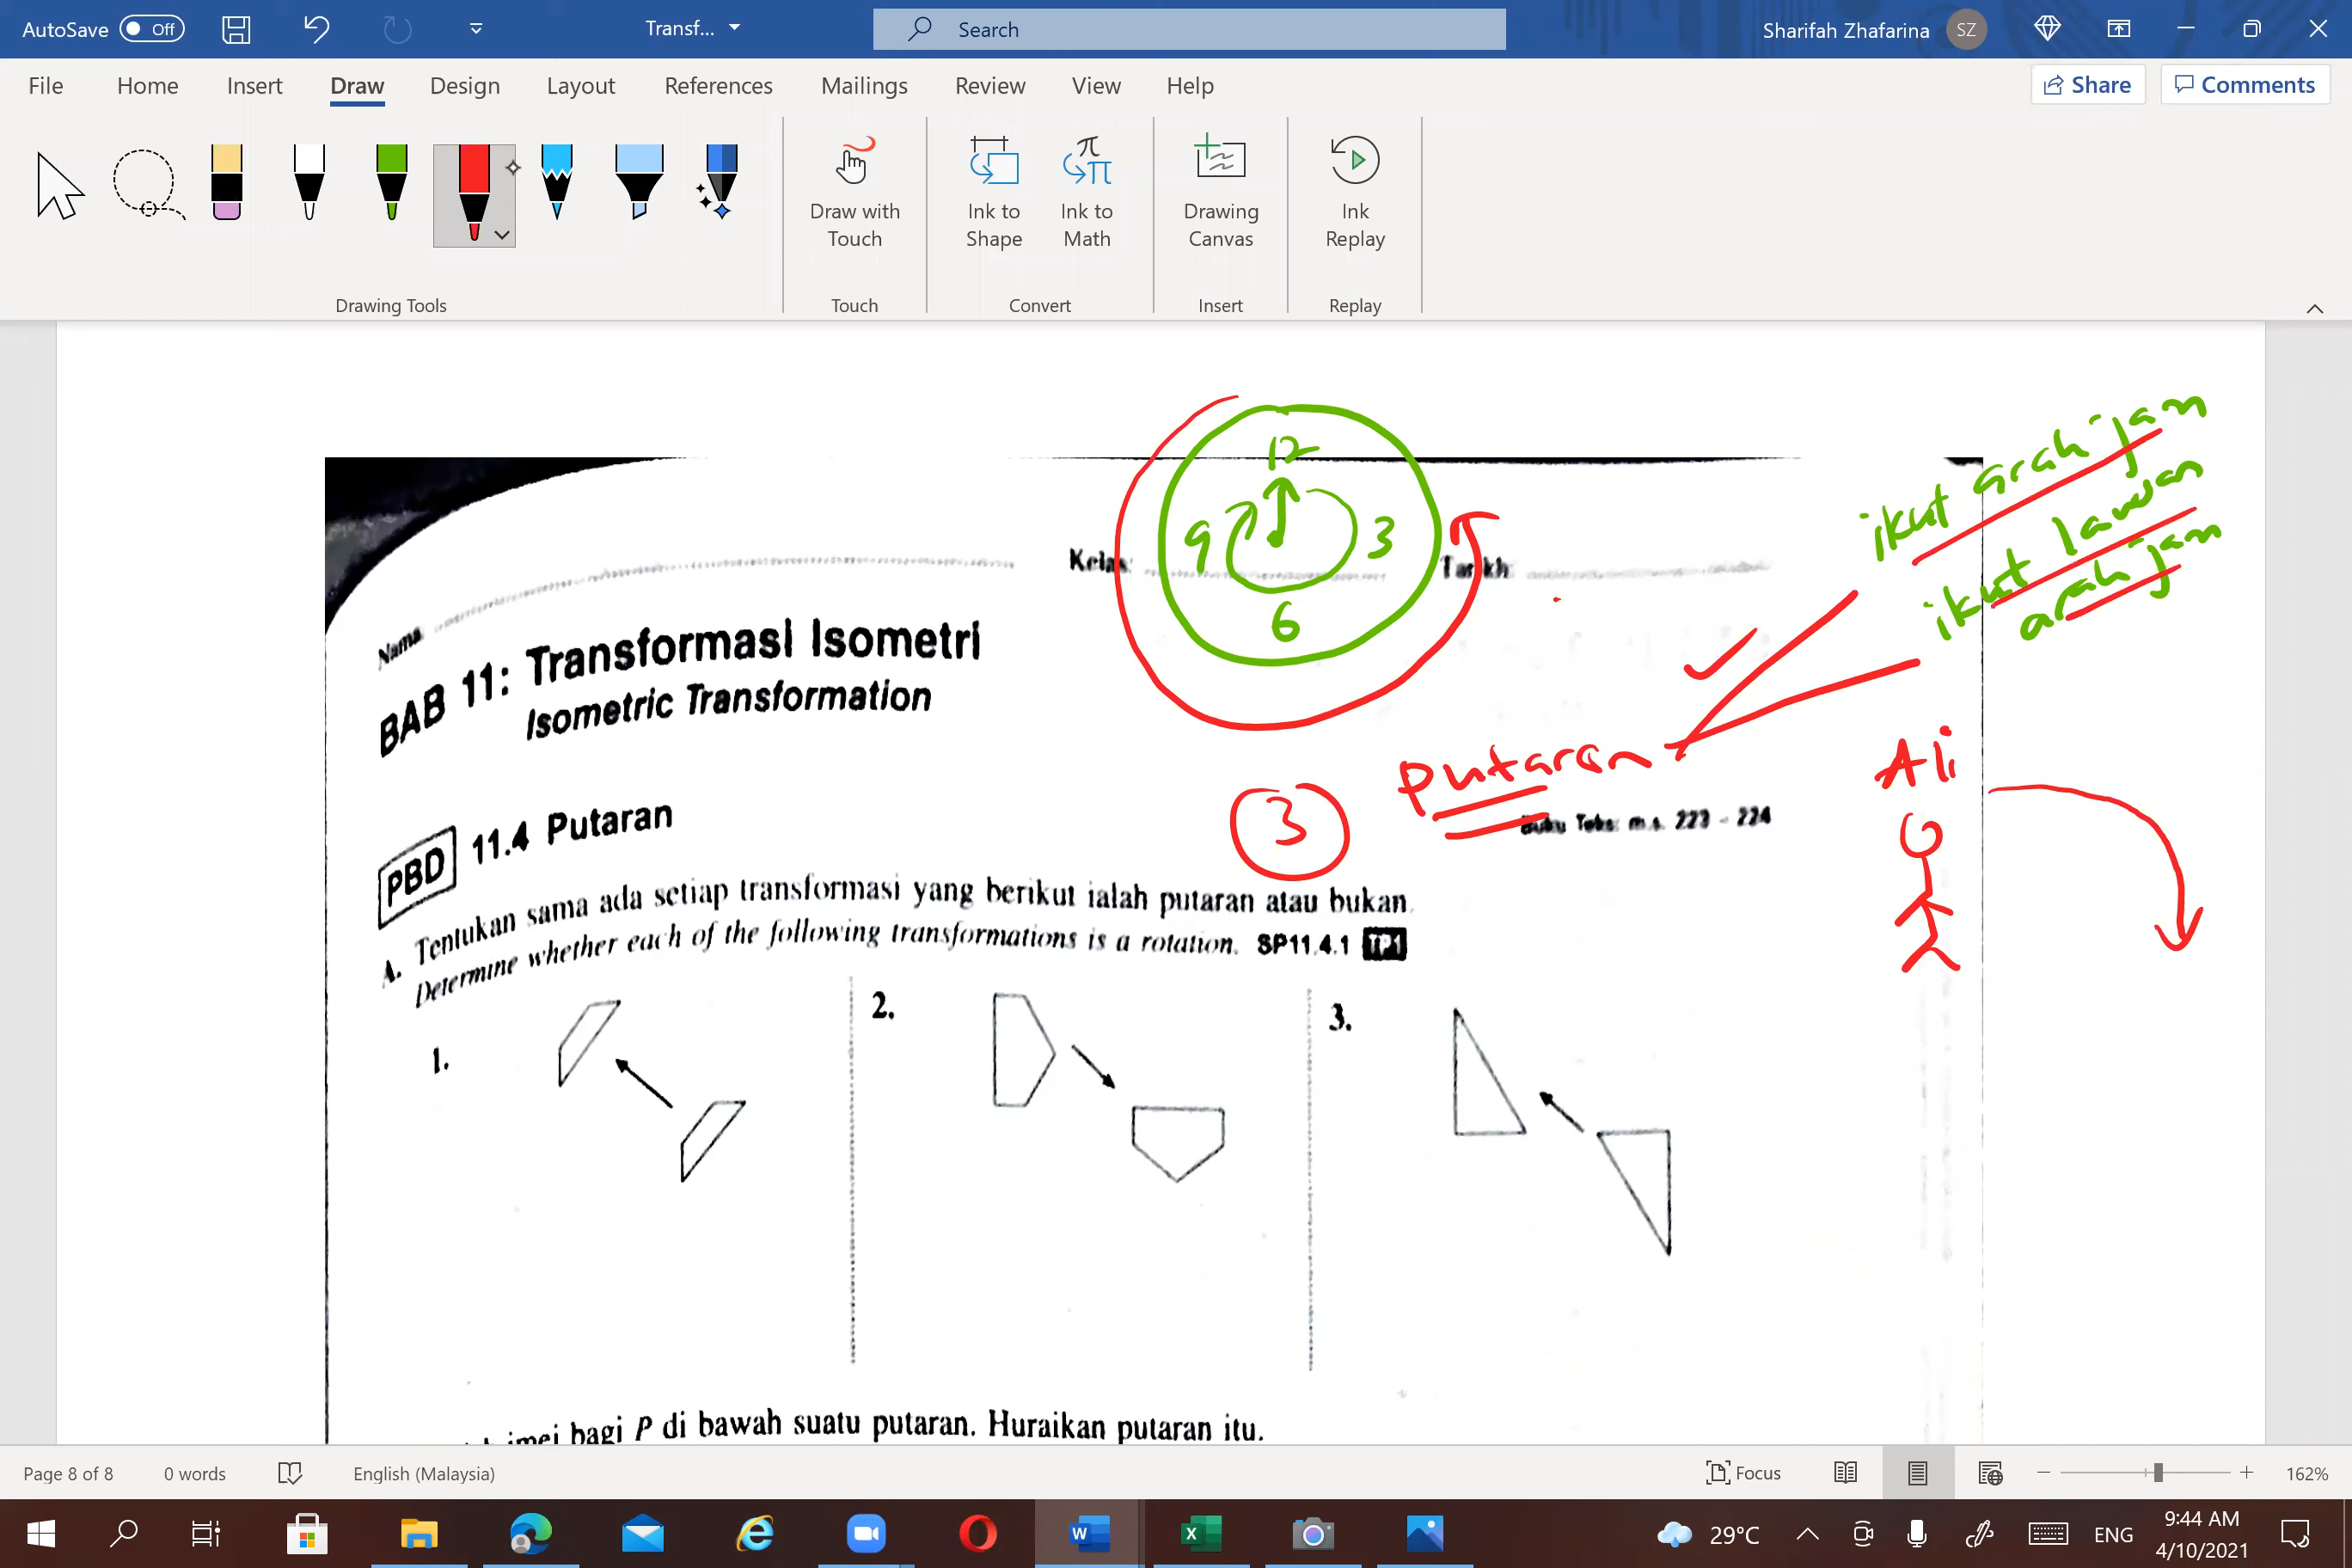 AutoSave Off Transf... Search Sharifah Zhafarina SZ
File Home Insert Draw Design Layout References Mailings Review View Help Share Comments
Draw with Touch
Ink to Shape
Ink to Math
Drawing Canvas
Ink Replay
Drawing Tools Touch Convert Insert Replay
12
9 3
6
ikut arah jam
ikut lawan
arah jam
Nama Kelas: Tarikh:
BAB 11: Transformasi Isometri
Isometric Transformation
3 putaran
Ali
Buku Teks: m.s. 223 - 224
PBD 11.4 Putaran
A. Tentukan sama ada setiap transformasi yang berikut ialah putaran atau bukan.
Determine whether each of the following transformations is a rotation. SP11.4.1 TP1
1. 2. 3.
imej bagi P di bawah suatu putaran. Huraikan putaran itu.
Page 8 of 8 0 words English (Malaysia) Focus 162%
W X 29°C ENG 9:44 AM
4/10/2021